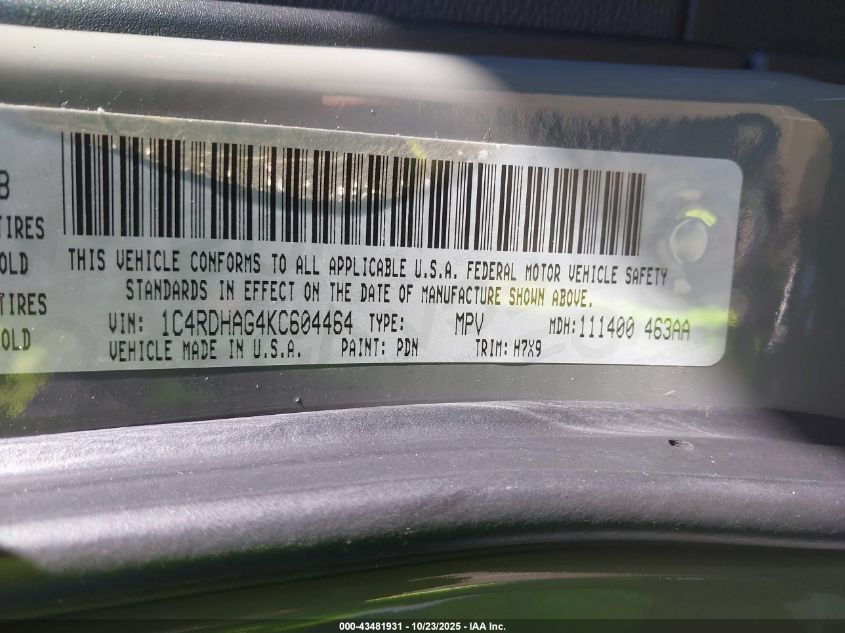 8
TIRES
OLD
TIRES
OLD
THIS VEHICLE CONFORMS TO ALL APPLICABLE U.S.A. FEDERAL MOTOR VEHICLE SAFETY
STANDARDS IN EFFECT ON THE DATE OF MANUFACTURE SHOWN ABOVE.
VIN: 1C4RDHAG4KC604464 TYPE: MPV MDH:111400 463AA
VEHICLE MADE IN U.S.A. PAINT: PDN TRIM: H7X9
000-43481931 - 10/23/2025 - IAA Inc.